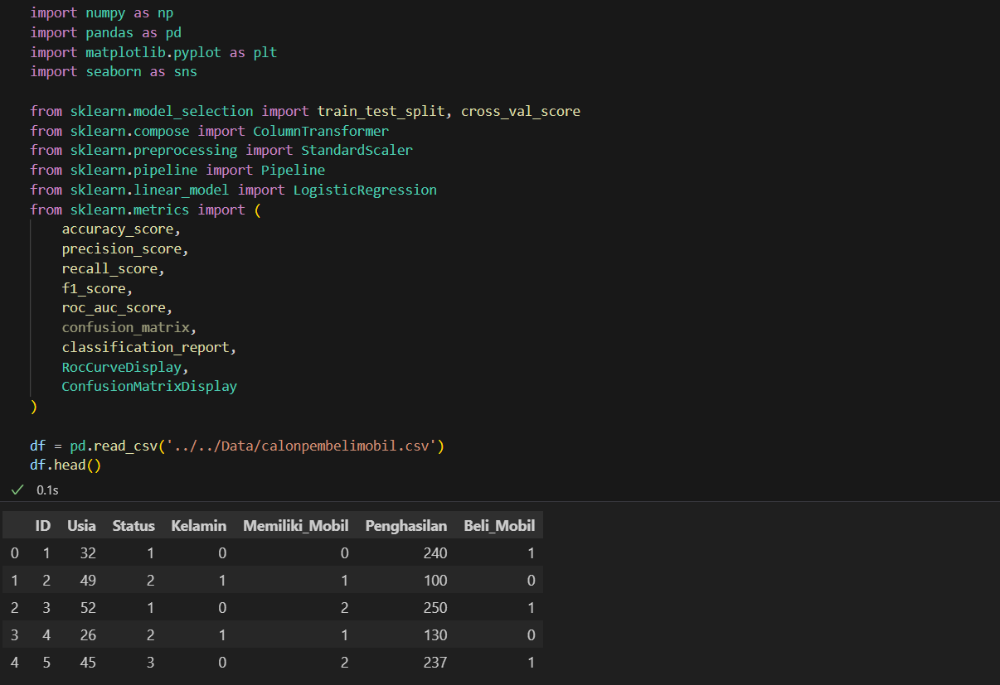 import numpy as np
import pandas as pd
import matplotlib.pyplot as plt
import seaborn as sns
from sklearn.model_selection import train_test_split, cross_val_score
from sklearn.compose import ColumnTransformer
from sklearn.preprocessing import StandardScaler
from sklearn.pipeline import Pipeline
from sklearn.linear_model import LogisticRegression
from sklearn.metrics import (
    accuracy_score,
    precision_score,
    recall_score,
    f1_score,
    roc_auc_score,
    confusion_matrix,
    classification_report,
    RocCurveDisplay,
    ConfusionMatrixDisplay
)
df = pd.read_csv('../../Data/calonpembelimobil.csv')
df.head()
✓ 0.1s
ID Usia Status Kelamin Memiliki_Mobil Penghasilan Beli_Mobil
0 1 32 1 0 0 240 1
1 2 49 2 1 1 100 0
2 3 52 1 0 2 250 1
3 4 26 2 1 1 130 0
4 5 45 3 0 2 237 1